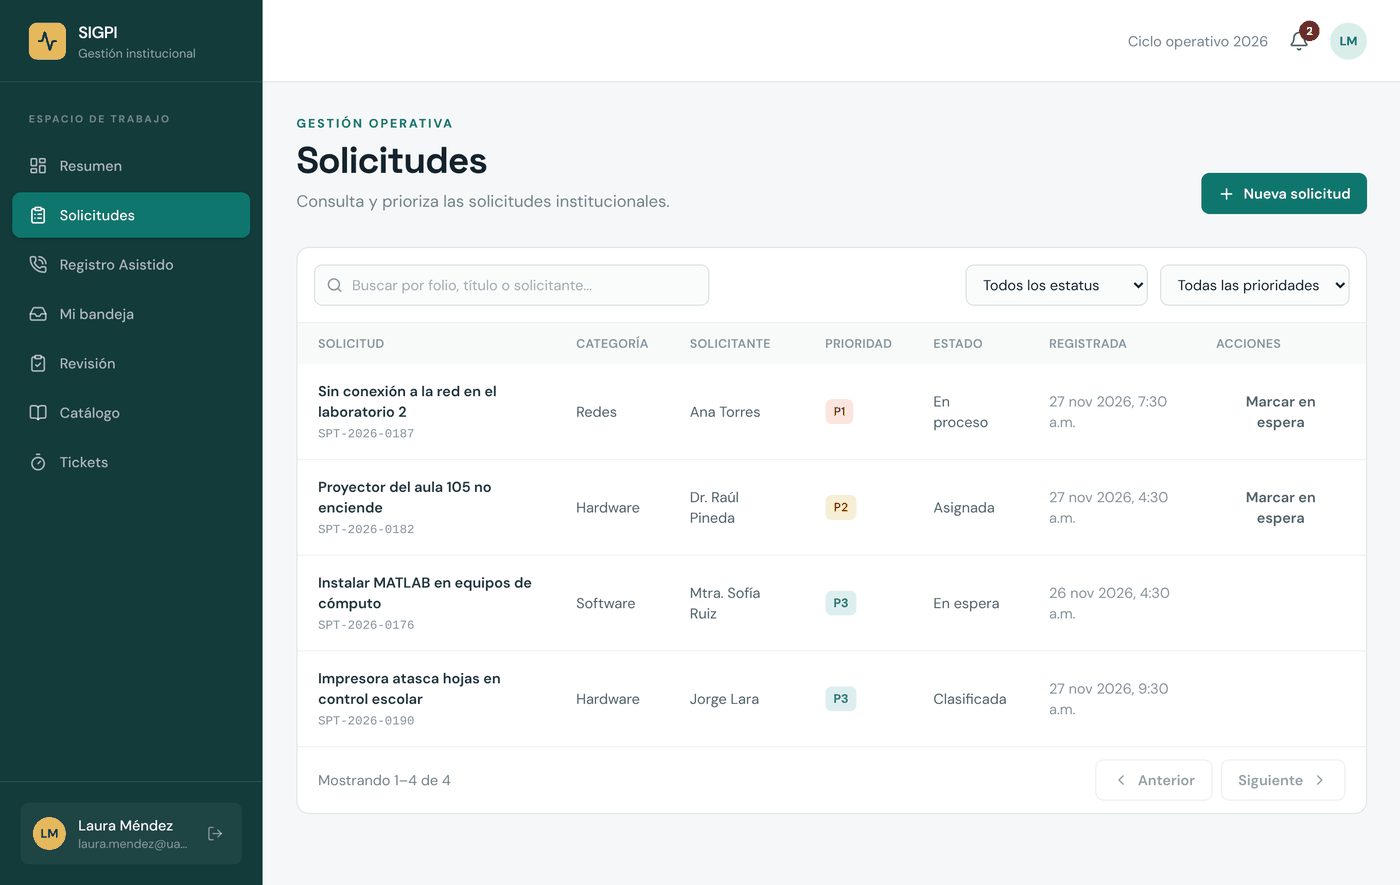 SIGPI
Gestión institucional
Ciclo operativo 2026
2
LM
ESPACIO DE TRABAJO
Resumen
Solicitudes
Registro Asistido
Mi bandeja
Revisión
Catálogo
Tickets
GESTIÓN OPERATIVA
Solicitudes
Consulta y prioriza las solicitudes institucionales.
Nueva solicitud
Buscar por folio, título o solicitante...
Todos los estatus
Todas las prioridades
SOLICITUD CATEGORÍA SOLICITANTE PRIORIDAD ESTADO REGISTRADA ACCIONES
Sin conexión a la red en el
laboratorio 2
SPT-2026-0187
Redes
Ana Torres
P1
En
proceso
27 nov 2026, 7:30
a.m.
Marcar en
espera
Proyector del aula 105 no
enciende
SPT-2026-0182
Hardware
Dr. Raúl
Pineda
P2
Asignada
27 nov 2026, 4:30
a.m.
Marcar en
espera
Instalar MATLAB en equipos de
cómputo
SPT-2026-0176
Software
Mtra. Sofía
Ruiz
P3
En espera
26 nov 2026, 4:30
a.m.
Impresora atasca hojas en
control escolar
SPT-2026-0190
Hardware
Jorge Lara
P3
Clasificada
27 nov 2026, 9:30
a.m.
Mostrando 1–4 de 4
Anterior
Siguiente
LM
Laura Méndez
laura.mendez@ua...